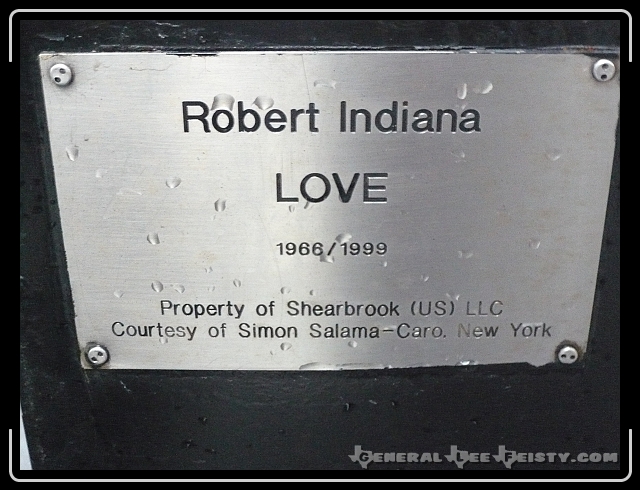 Robert Indiana
LOVE
1966/1999
Property of Shearbrook (US) LLC
Courtesy of Simon Salama-Caro. New York
GENERALLEEFEISTY.COM